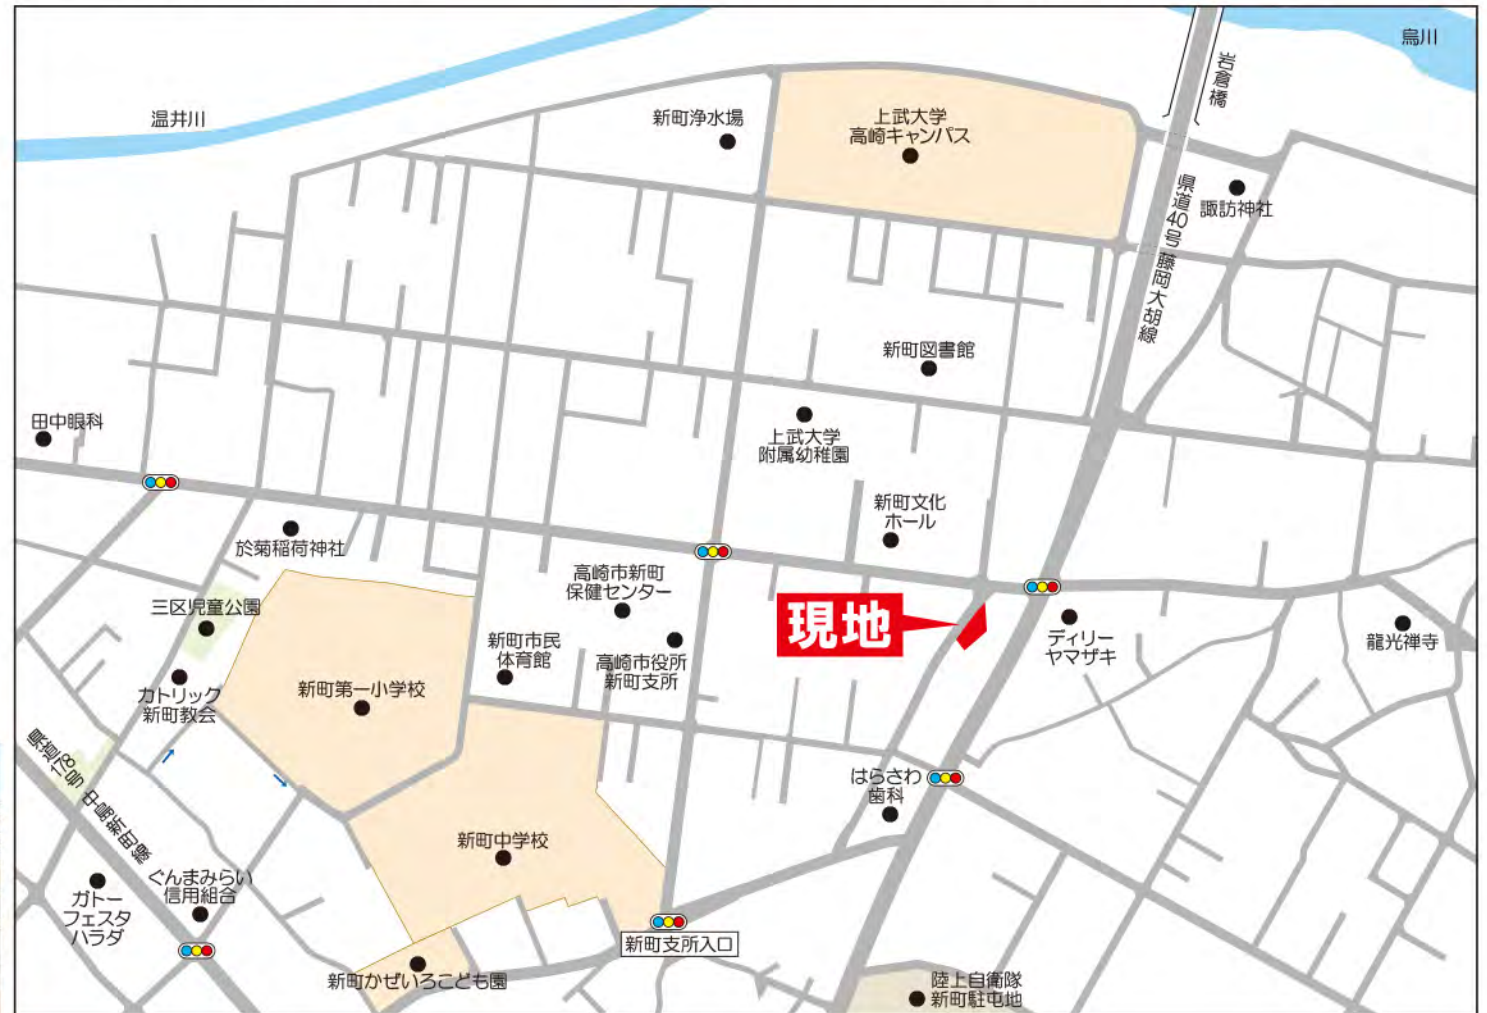 烏川
岩倉橋
温井川
新町浄水場
上武大学
高崎キャンパス
県道40号 藤岡大胡線
諏訪神社
新町図書館
田中眼科
上武大学
附属幼稚園
新町文化
ホール
於菊稲荷神社
高崎市新町
保健センター
三区児童公園
現地
ディリー
ヤマザキ
龍光禅寺
新町市民
体育館
高崎市役所
新町支所
カトリック
新町教会
新町第一小学校
県道178号 中島新町線
はらさわ
歯科
新町中学校
ぐんまみらい
信用組合
ガトー
フェスタ
ハラダ
新町支所入口
新町かぜいろこども園
陸上自衛隊
新町駐屯地